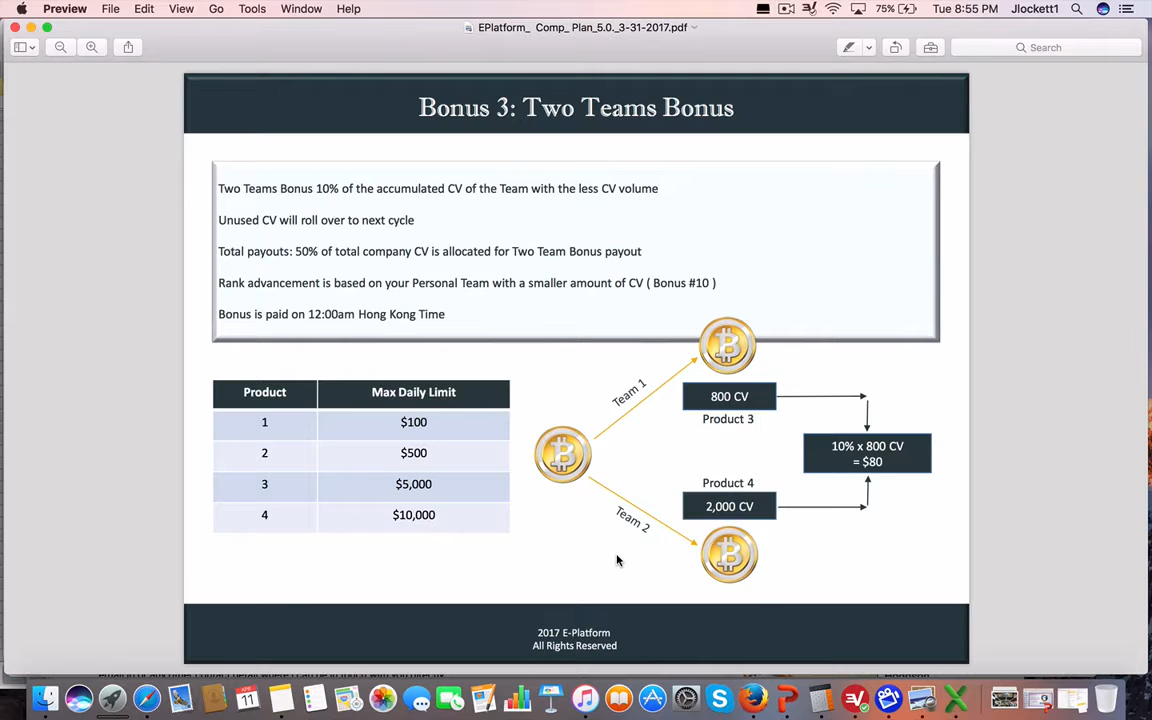 Preview File Edit View Go Tools Window Help 75% Tue 8:55 PM Jlockett1
EPlatform_ Comp_ Plan_5.0._3-31-2017.pdf
Search
Bonus 3: Two Teams Bonus
Two Teams Bonus 10% of the accumulated CV of the Team with the less CV volume
Unused CV will roll over to next cycle
Total payouts: 50% of total company CV is allocated for Two Team Bonus payout
Rank advancement is based on your Personal Team with a smaller amount of CV ( Bonus #10 )
Bonus is paid on 12:00am Hong Kong Time
Product Max Daily Limit
1 $100
2 $500
3 $5,000
4 $10,000
Team 1
800 CV
Product 3
10% x 800 CV
= $80
Product 4
2,000 CV
Team 2
2017 E-Platform
All Rights Reserved
APR
11